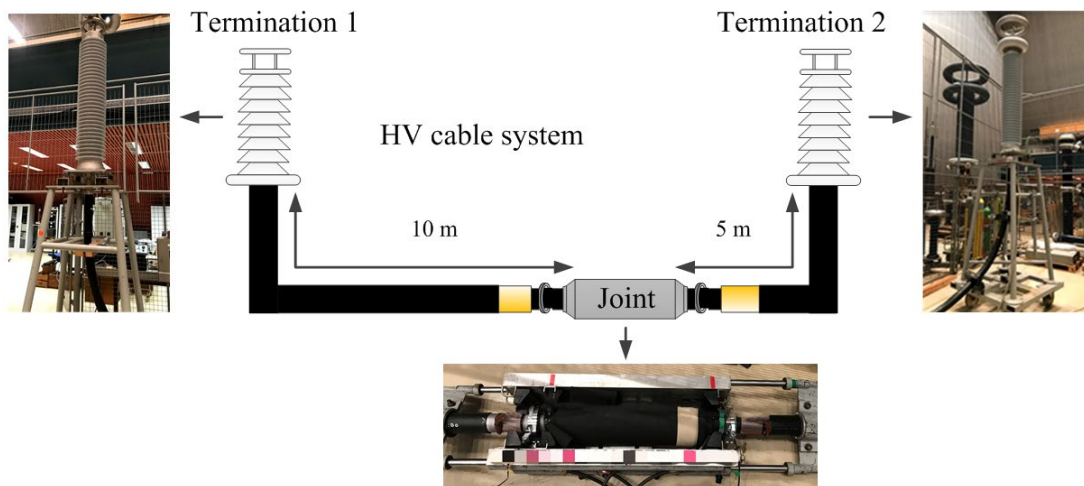 Termination 1
Termination 2
HV cable system
10 m
5 m
Joint